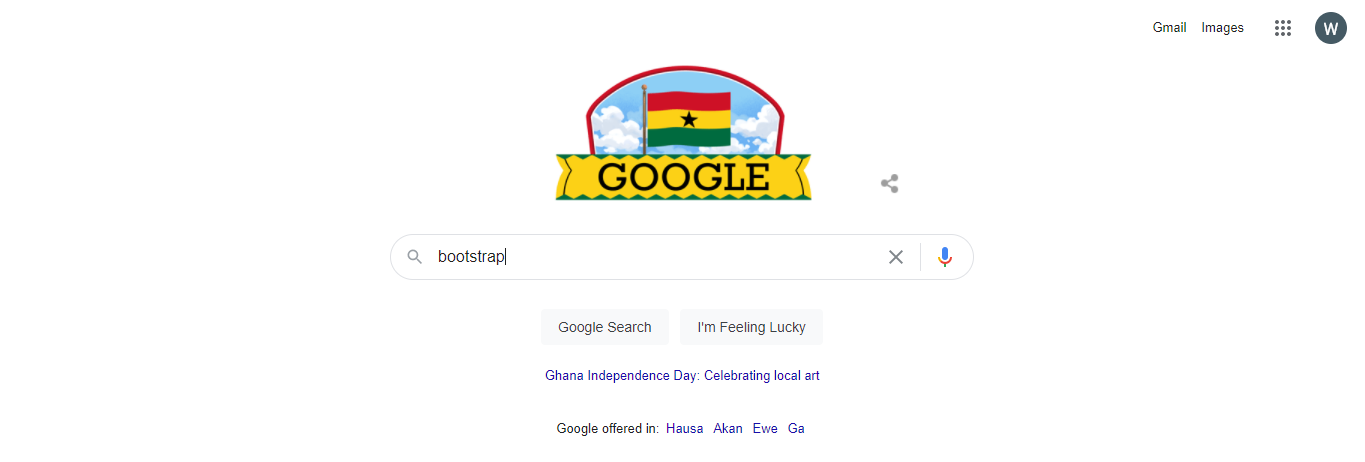 Gmail Images W
GOOGLE
bootstrap
Google Search I'm Feeling Lucky
Ghana Independence Day: Celebrating local art
Google offered in: Hausa Akan Ewe Ga